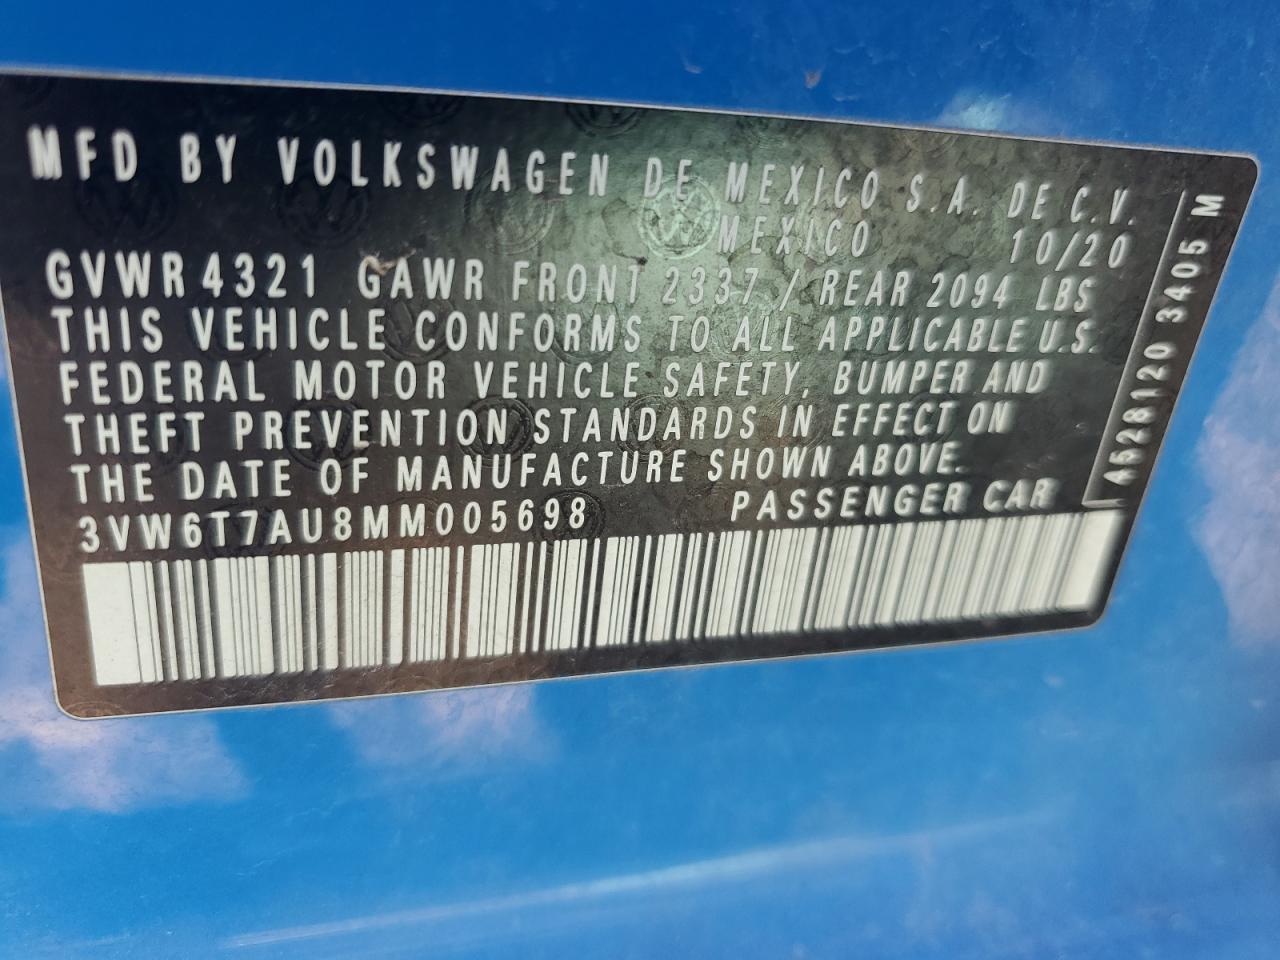 MFD BY VOLKSWAGEN DE MEXICO S.A. DE C.V.
MEXICO 10/20
GVWR 4321 GAWR FRONT 2337 / REAR 2094 LBS
THIS VEHICLE CONFORMS TO ALL APPLICABLE U.S.
FEDERAL MOTOR VEHICLE SAFETY, BUMPER AND
THEFT PREVENTION STANDARDS IN EFFECT ON
THE DATE OF MANUFACTURE SHOWN ABOVE.
3VW6T7AU8MM005698 PASSENGER CAR
4528120 3405 M